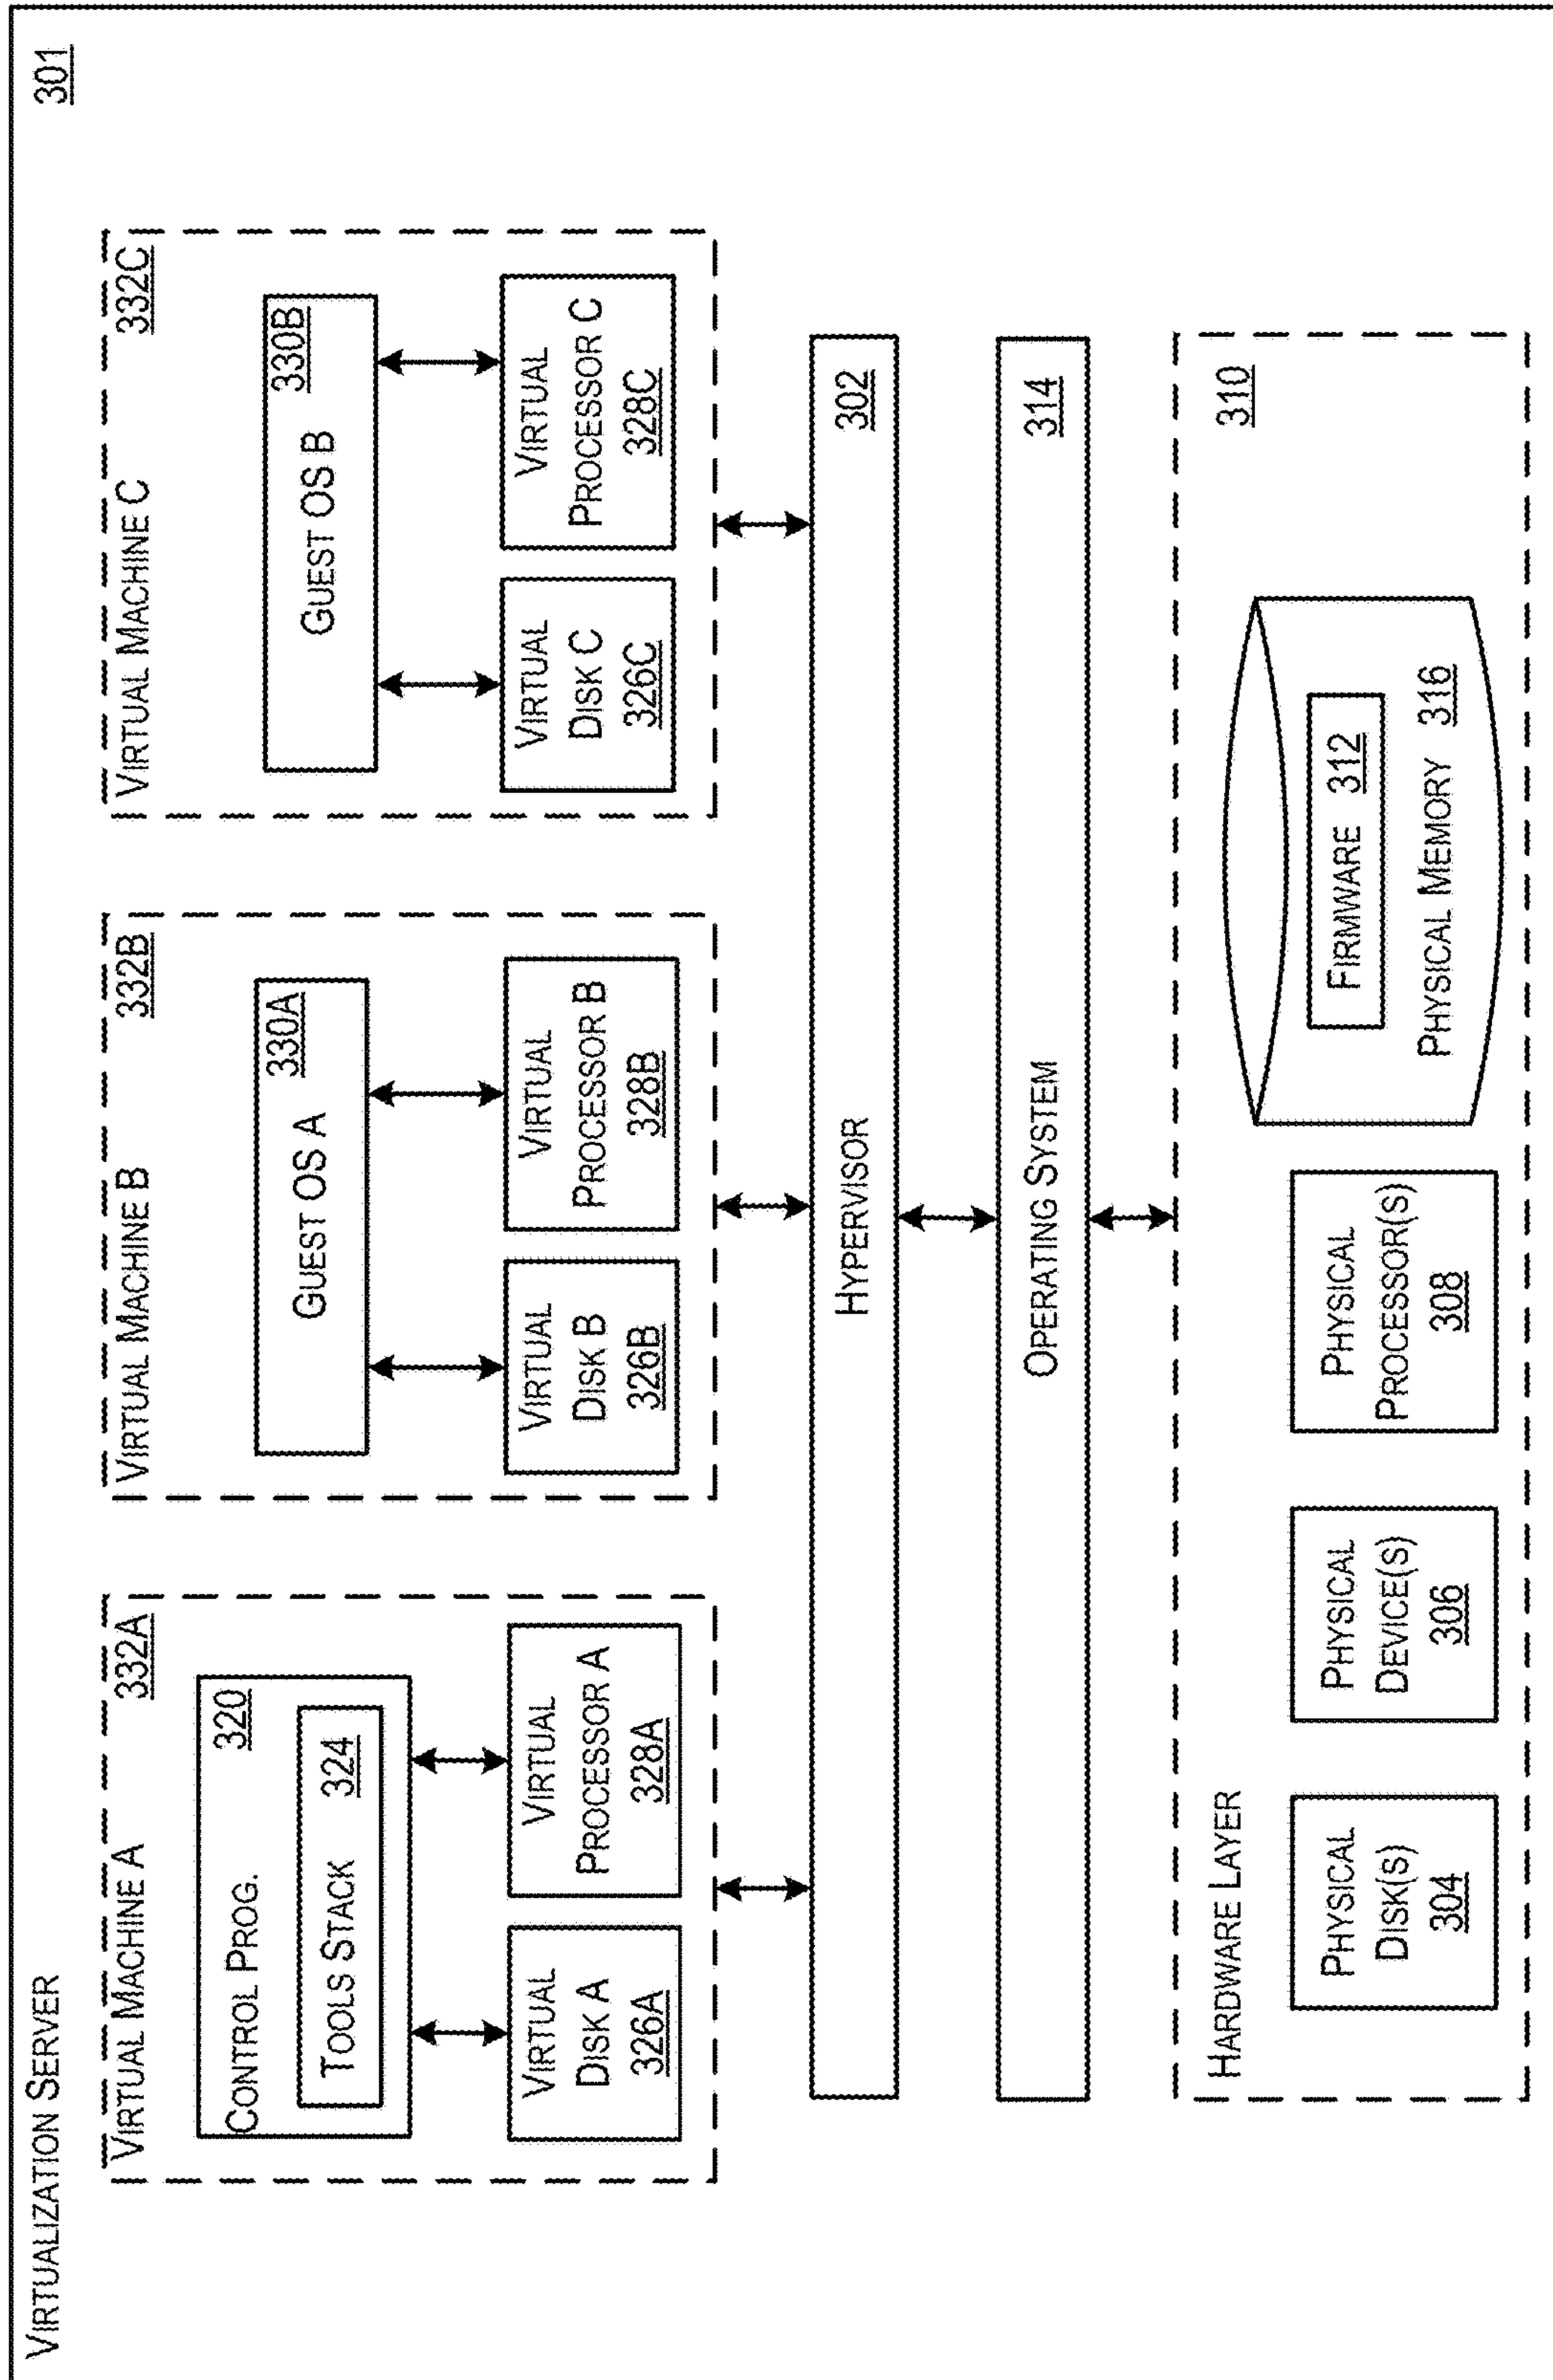 VIRTUALIZATION SERVER
301
VIRTUAL MACHINE A
332A
CONTROL PROG.
320
TOOLS STACK
324
VIRTUAL
DISK A
326A
VIRTUAL
PROCESSOR A
328A
VIRTUAL MACHINE B
332B
GUEST OS A
330A
VIRTUAL
DISK B
326B
VIRTUAL
PROCESSOR B
328B
VIRTUAL MACHINE C
332C
GUEST OS B
330B
VIRTUAL
DISK C
326C
VIRTUAL
PROCESSOR C
328C
HYPERVISOR
302
OPERATING SYSTEM
314
HARDWARE LAYER
310
PHYSICAL
DISK(S)
304
PHYSICAL
DEVICE(S)
306
PHYSICAL
PROCESSOR(S)
308
FIRMWARE 312
PHYSICAL MEMORY 316